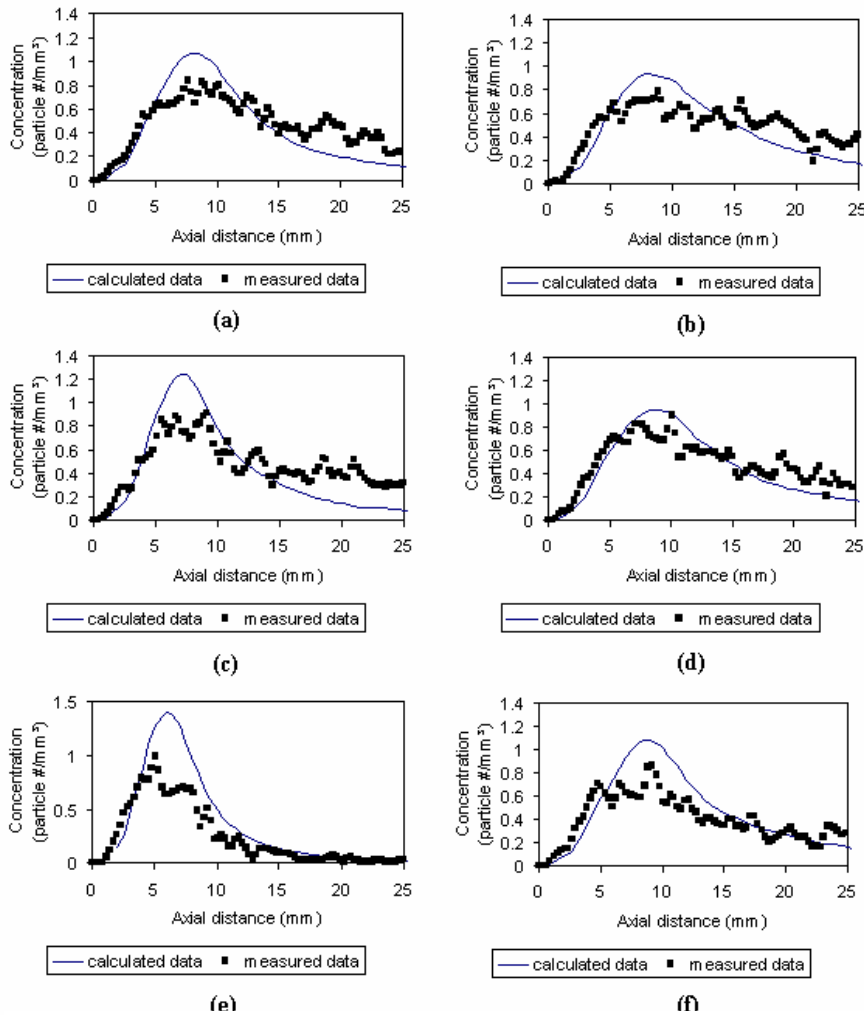 Concentration
(particle #/mm³)
1.4
1.2
1
0.8
0.6
0.4
0.2
0
0 5 10 15 20 25
Axial distance (mm)
calculated data measured data
(a)
Concentration
(particle #/mm³)
1.4
1.2
1
0.8
0.6
0.4
0.2
0
0 5 10 15 20 25
Axial distance (mm)
calculated data measured data
(b)
Concentration
(particle #/mm³)
1.4
1.2
1
0.8
0.6
0.4
0.2
0
0 5 10 15 20 25
Axial distance (mm)
calculated data measured data
(c)
Concentration
(particle #/mm³)
1.4
1.2
1
0.8
0.6
0.4
0.2
0
0 5 10 15 20 25
Axial distance (mm)
calculated data measured data
(d)
Concentration
(particle #/mm³)
1.5
1
0.5
0
0 5 10 15 20 25
Axial distance (mm)
calculated data measured data
(e)
Concentration
(particle #/mm³)
1.4
1.2
1
0.8
0.6
0.4
0.2
0
0 5 10 15 20 25
Axial distance (mm)
calculated data measured data
(f)